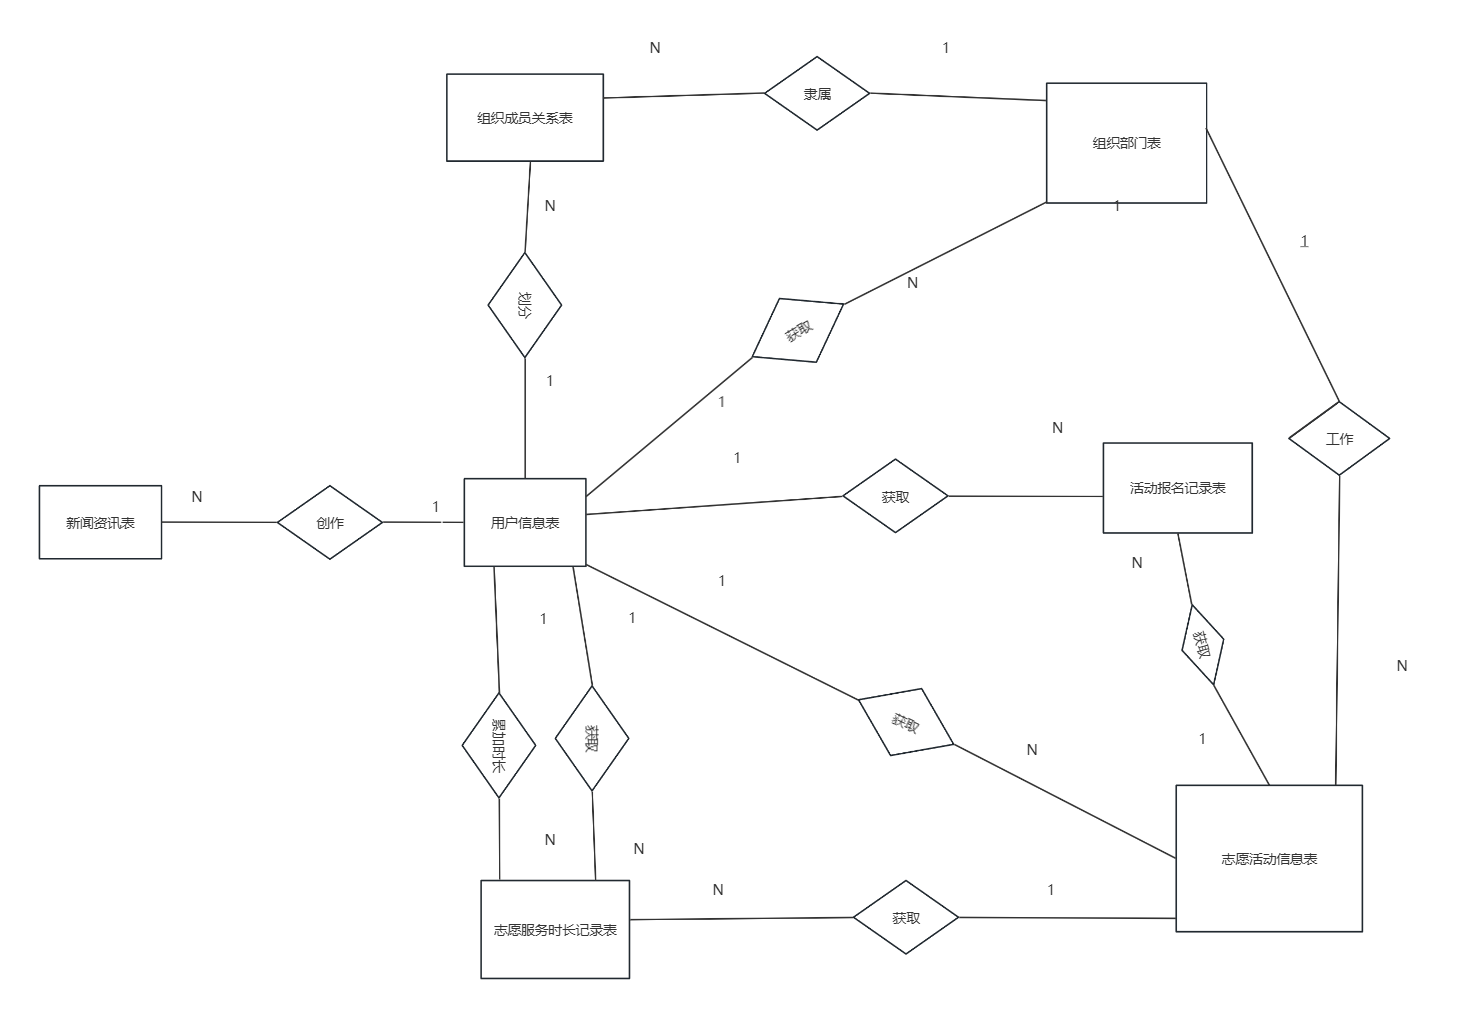 N
1
组织成员关系表
隶属
组织部门表
N
1
1
划分
N
获取
1
1
1
N
工作
1
新闻资讯表
N
创作
1
用户信息表
获取
活动报名记录表
N
1
1
1
获取
N
累加时长
获取
获取
1
N
N
N
志愿活动信息表
N
1
志愿服务时长记录表
获取